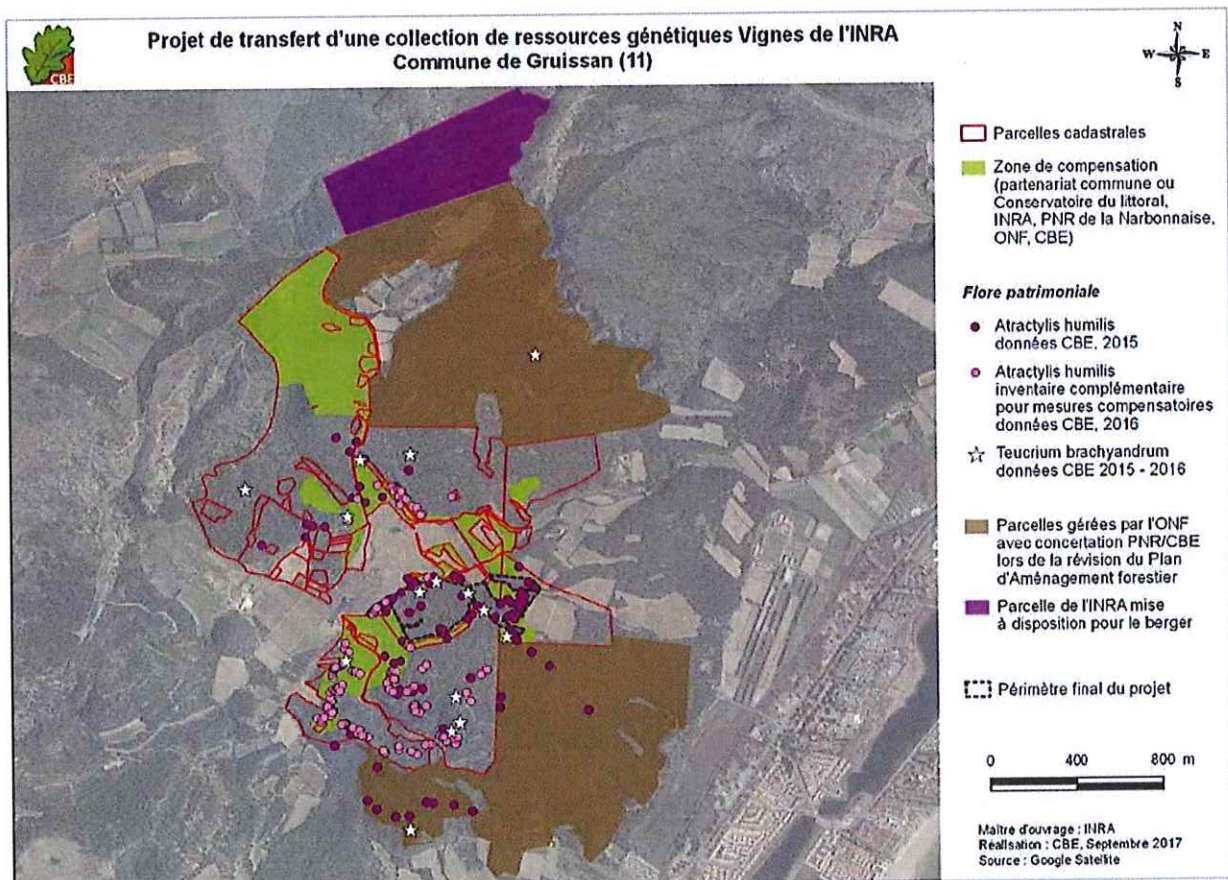 CBE
Projet de transfert d'une collection de ressources génétiques Vignes de l'INRA
Commune de Gruissan (11)
N
W E
S
Parcelles cadastrales
Zone de compensation
(partenariat commune ou
Conservatoire du littoral,
INRA, PNR de la Narbonnaise,
ONF, CBE)
Flore patrimoniale
Atractylis humilis
données CBE, 2015
Atractylis humilis
inventaire complémentaire
pour mesures compensatoires
données CBE, 2016
Teucrium brachyandrum
données CBE 2015 - 2016
Parcelles gérées par l'ONF
avec concertation PNR/CBE
lors de la révision du Plan
d'Aménagement forestier
Parcelle de l'INRA mise
à disposition pour le berger
Périmètre final du projet
0 400 800 m
Maître d'ouvrage : INRA
Réalisation : CBE, Septembre 2017
Source : Google Satellite